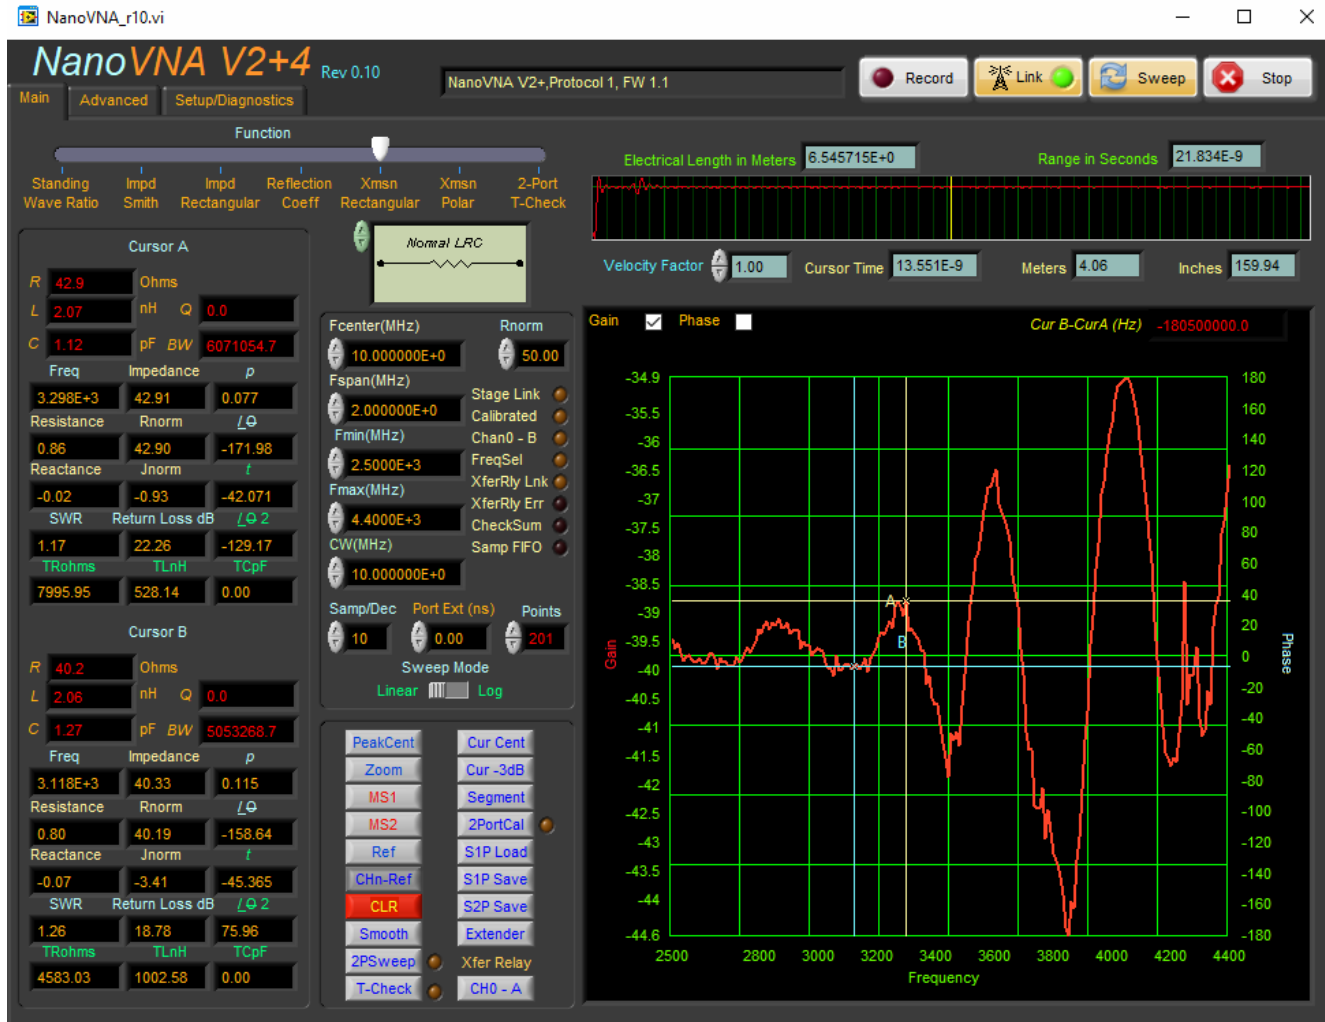 NanoVNA_r10.vi
NanoVNA V2+4 Rev 0.10
NanoVNA V2+,Protocol 1, FW 1.1
Record Link Sweep Stop
Main Advanced Setup/Diagnostics
Function
Standing Wave Ratio
Impd Smith
Impd Rectangular
Reflection Coeff
Xmsn Rectangular
Xmsn Polar
2-Port T-Check
Electrical Length in Meters 6.545715E+0
Range in Seconds 21.834E-9
Velocity Factor 1.00
Cursor Time 13.551E-9
Meters 4.06
Inches 159.94
Normal LRC
Cursor A
R 42.9 Ohms
L 2.07 nH Q 0.0
C 1.12 pF BW 6071054.7
Freq Impedance ρ
3.298E+3 42.91 0.077
Resistance Rnorm /Θ
0.86 42.90 -171.98
Reactance Jnorm t
-0.02 -0.93 -42.071
SWR Return Loss dB /Θ 2
1.17 22.26 -129.17
TRohms TLnH TCpF
7995.95 528.14 0.00
Cursor B
R 40.2 Ohms
L 2.06 nH Q 0.0
C 1.27 pF BW 5053268.7
Freq Impedance ρ
3.118E+3 40.33 0.115
Resistance Rnorm /Θ
0.80 40.19 -158.64
Reactance Jnorm t
-0.07 -3.41 -45.365
SWR Return Loss dB /Θ 2
1.26 18.78 75.96
TRohms TLnH TCpF
4583.03 1002.58 0.00
Fcenter(MHz) Rnorm
10.000000E+0 50.00
Fspan(MHz)
2.000000E+0
Fmin(MHz)
2.5000E+3
Fmax(MHz)
4.4000E+3
CW(MHz)
10.000000E+0
Stage Link
Calibrated
Chan0 - B
FreqSel
XferRly Lnk
XferRly Err
CheckSum
Samp FIFO
Samp/Dec Port Ext (ns) Points
10 0.00 201
Sweep Mode
Linear Log
PeakCent Cur Cent
Zoom Cur -3dB
MS1 Segment
MS2 2PortCal
Ref S1P Load
CHn-Ref S1P Save
CLR S2P Save
Smooth Extender
2PSweep Xfer Relay
T-Check CH0 - A
Gain Phase
Cur B-CurA (Hz) -180500000.0
-34.9
-35.5
-36
-36.5
-37
-37.5
-38
-38.5
-39
-39.5
-40
-40.5
-41
-41.5
-42
-42.5
-43
-43.5
-44
-44.6
Gain
A
B
180
160
140
120
100
80
60
40
20
0
-20
-40
-60
-80
-100
-120
-140
-160
-180
Phase
2500 2800 3000 3200 3400 3600 3800 4000 4200 4400
Frequency